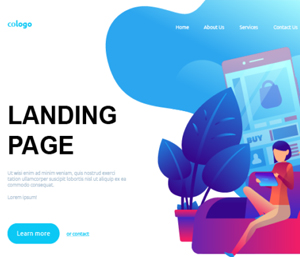 cologo
Home About Us Services Contact Us
LANDING
PAGE
BUY
Ut wisi enim ad minim veniam, quis nostrud exerci
tation ullamcorper suscipit lobortis nisl ut aliquip ex ea
commodo consequat.
Lorem ipsum!
Learn more or contact